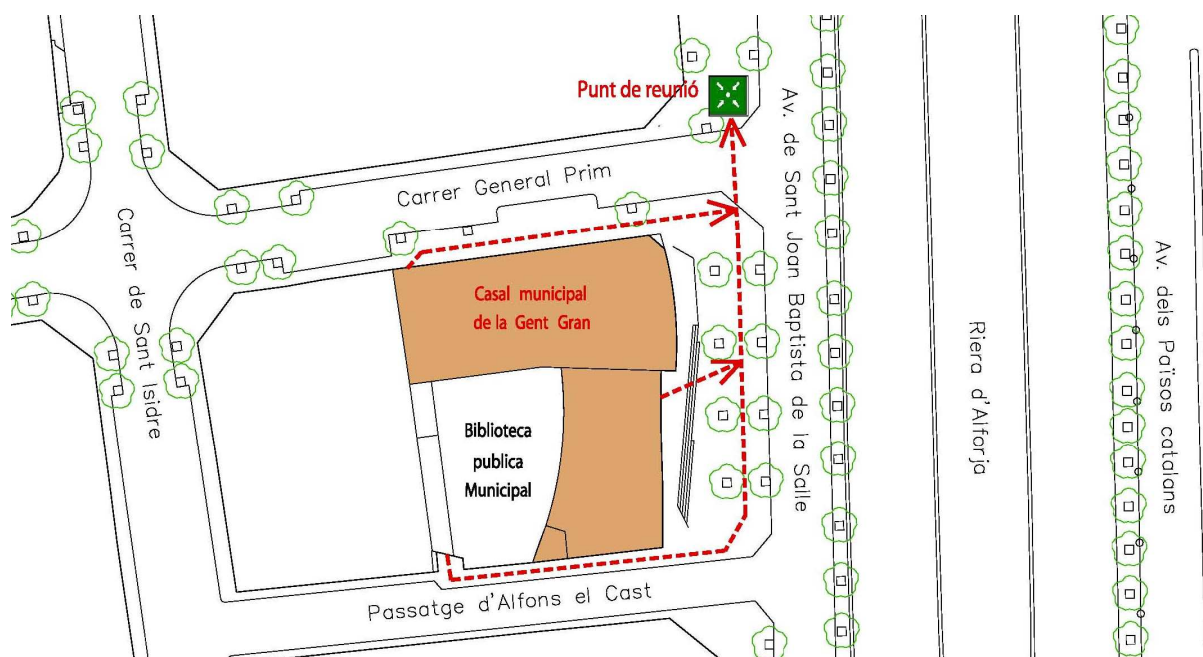 Punt de reunió
Carrer General Prim
Carrer de Sant Isidre
Casal municipal
de la Gent Gran
Biblioteca
publica
Municipal
Passatge d'Alfons el Cast
Av. de Sant Joan Baptista de la Salle
Riera d'Alforja
Av. dels Països catalans